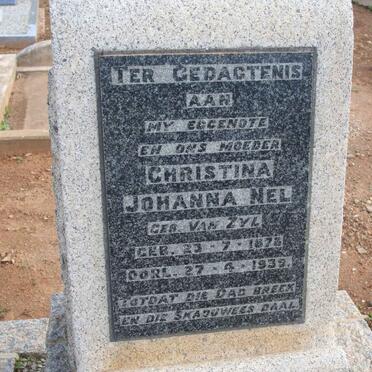 TER GEDAGTENIS
AAN
MY EGGENOTE
EN ONS MOEDER
CHRISTINA
JOHANNA NEL
GEB. VAN ZYL
GEB. 23-7-1878
OORL. 27-4-1939.
TOTDAT DIE DAG BREEK
EN DIE SKADUWEES DAAL.